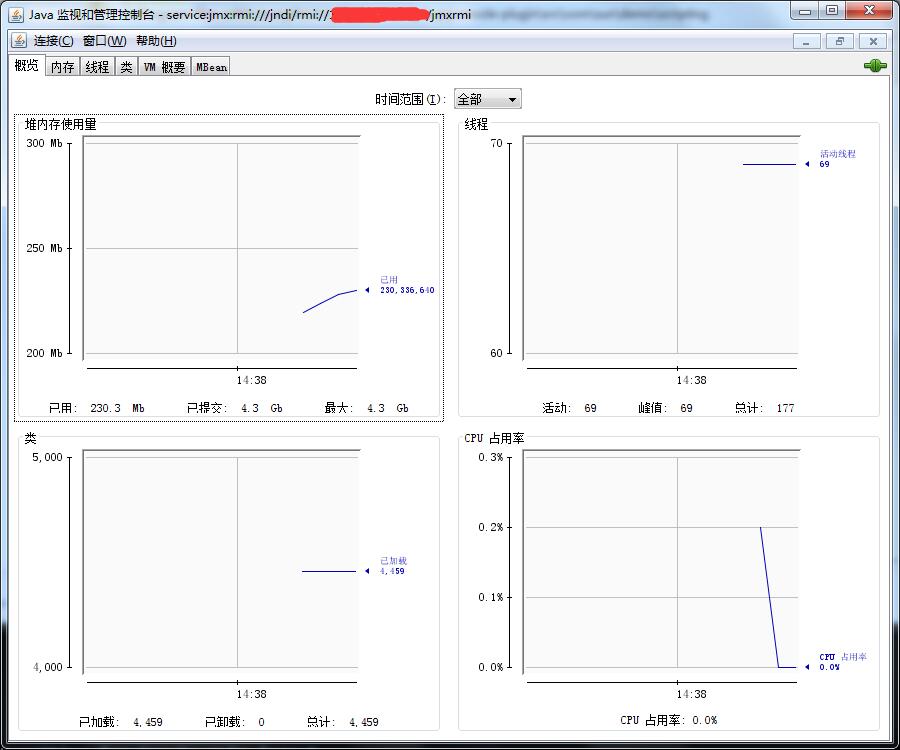 Java 监视和管理控制台 - service:jmx:rmi:///jndi/rmi://
/jmxrmi
连接(C) 窗口(W) 帮助(H)
概览 内存 线程 类 VM 概要 MBean
时间范围(I): 全部
堆内存使用量
300 Mb
250 Mb
200 Mb
已用
230,336,640
14:38
已用: 230.3 Mb 已提交: 4.3 Gb 最大: 4.3 Gb
线程
70
60
活动线程
69
14:38
活动: 69 峰值: 69 总计: 177
类
5,000
4,000
已加载
4,459
14:38
已加载: 4,459 已卸载: 0 总计: 4,459
CPU 占用率
0.3%
0.2%
0.1%
0.0%
CPU 占用率
0.0%
14:38
CPU 占用率: 0.0%